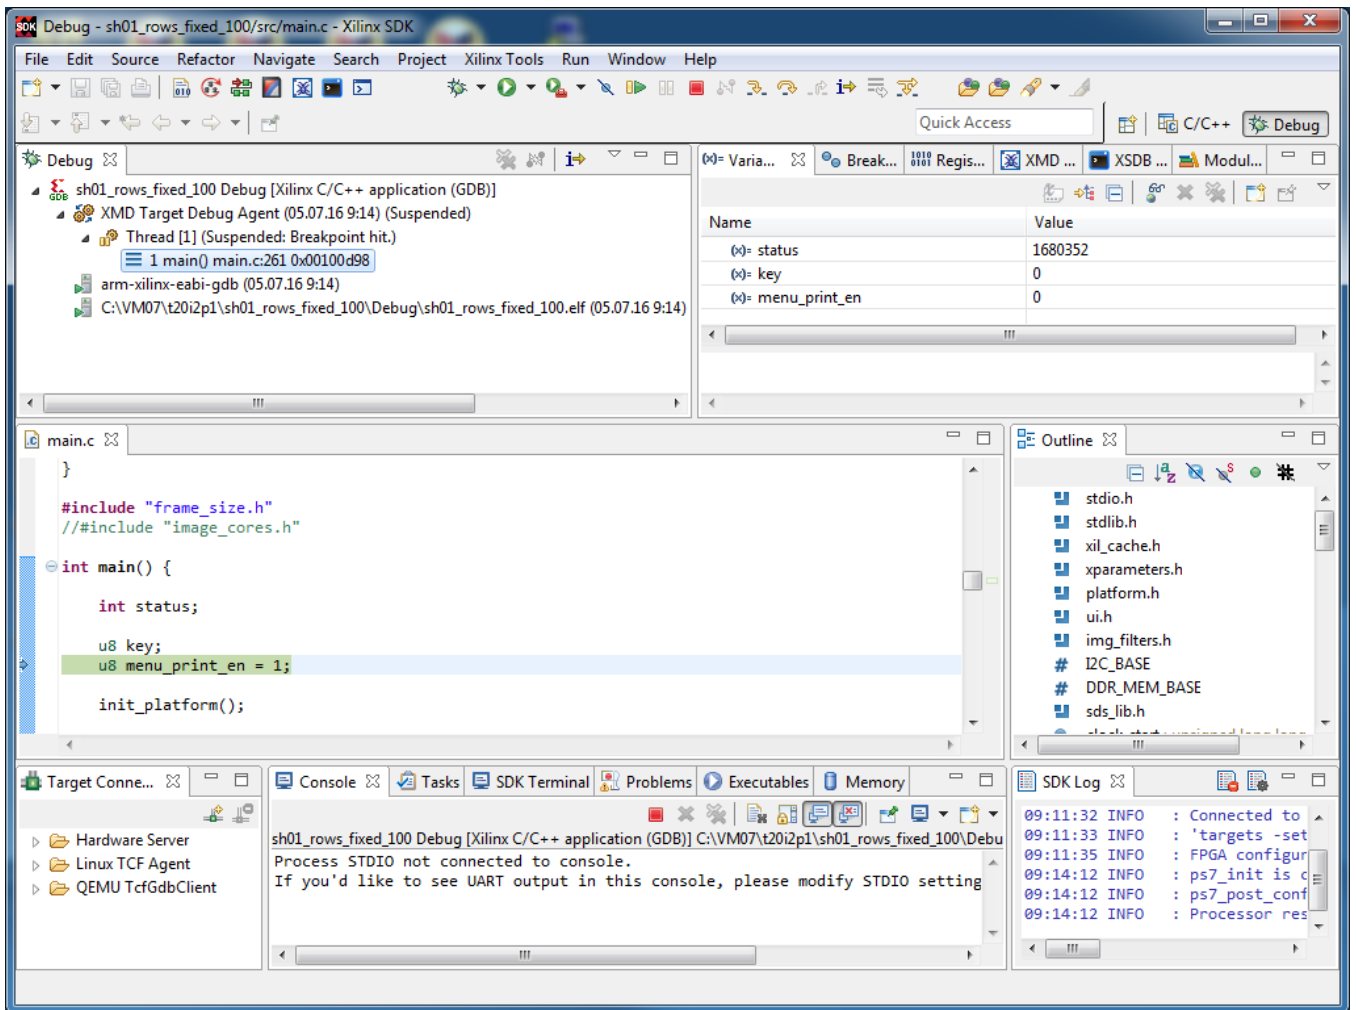 SDK Debug - sh01_rows_fixed_100/src/main.c - Xilinx SDK
File Edit Source Refactor Navigate Search Project Xilinx Tools Run Window Help
Quick Access
C/C++
Debug
Debug
sh01_rows_fixed_100 Debug [Xilinx C/C++ application (GDB)]
XMD Target Debug Agent (05.07.16 9:14) (Suspended)
Thread [1] (Suspended: Breakpoint hit.)
1 main() main.c:261 0x00100d98
arm-xilinx-eabi-gdb (05.07.16 9:14)
C:\VM07\t20i2p1\sh01_rows_fixed_100\Debug\sh01_rows_fixed_100.elf (05.07.16 9:14)
(x)= Varia... Break... 1010 0101 Regis... XMD ... XSDB ... Modul...
Name Value
(x)= status 1680352
(x)= key 0
(x)= menu_print_en 0
main.c
}
#include "frame_size.h"
//#include "image_cores.h"
int main() {
int status;
u8 key;
u8 menu_print_en = 1;
init_platform();
Outline
stdio.h
stdlib.h
xil_cache.h
xparameters.h
platform.h
ui.h
img_filters.h
# I2C_BASE
# DDR_MEM_BASE
sds_lib.h
Target Conne...
Hardware Server
Linux TCF Agent
QEMU TcfGdbClient
Console Tasks SDK Terminal Problems Executables Memory
sh01_rows_fixed_100 Debug [Xilinx C/C++ application (GDB)] C:\VM07\t20i2p1\sh01_rows_fixed_100\Debu
Process STDIO not connected to console.
If you'd like to see UART output in this console, please modify STDIO setting
SDK Log
09:11:32 INFO : Connected to
09:11:33 INFO : 'targets -set
09:11:35 INFO : FPGA configur
09:14:12 INFO : ps7_init is c
09:14:12 INFO : ps7_post_conf
09:14:12 INFO : Processor res